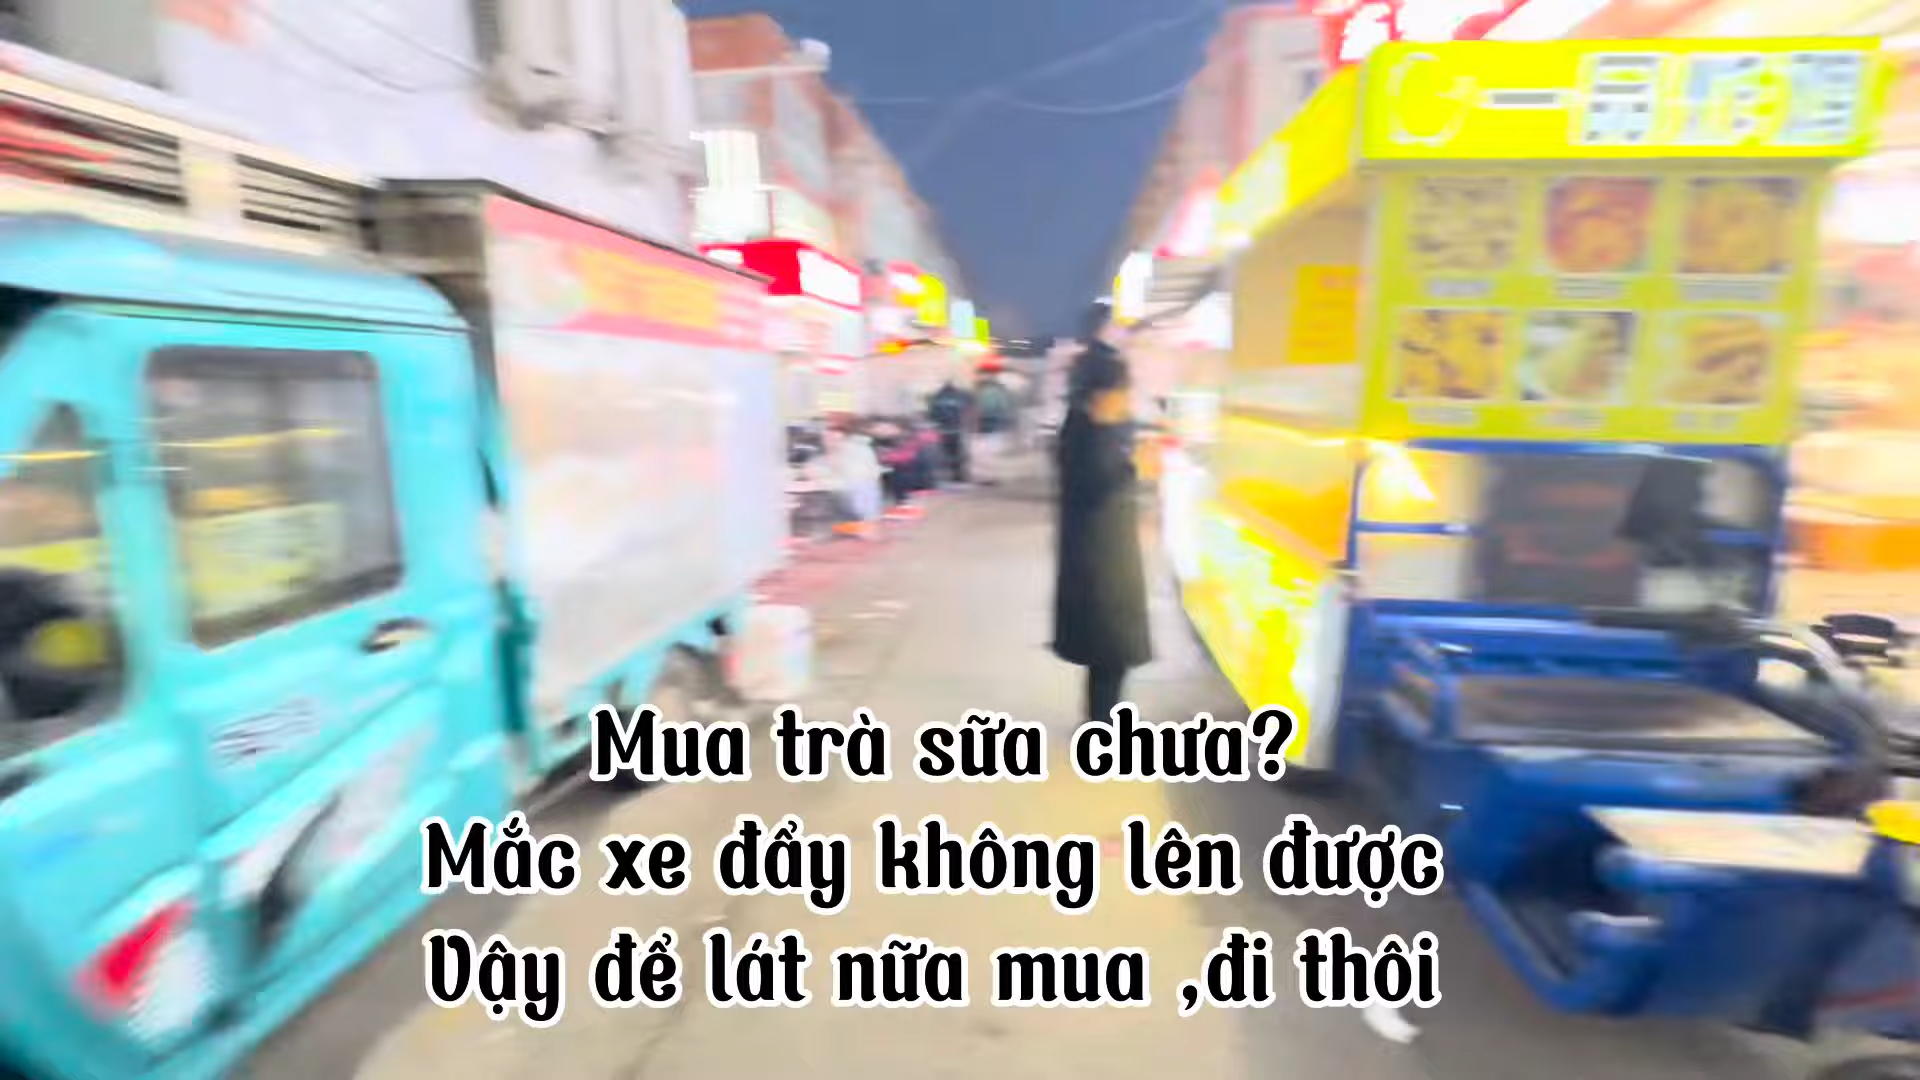 Mua trà sữa chưa?
Mắc xe đẩy không lên được
Vậy để lát nữa mua ,đi thôi